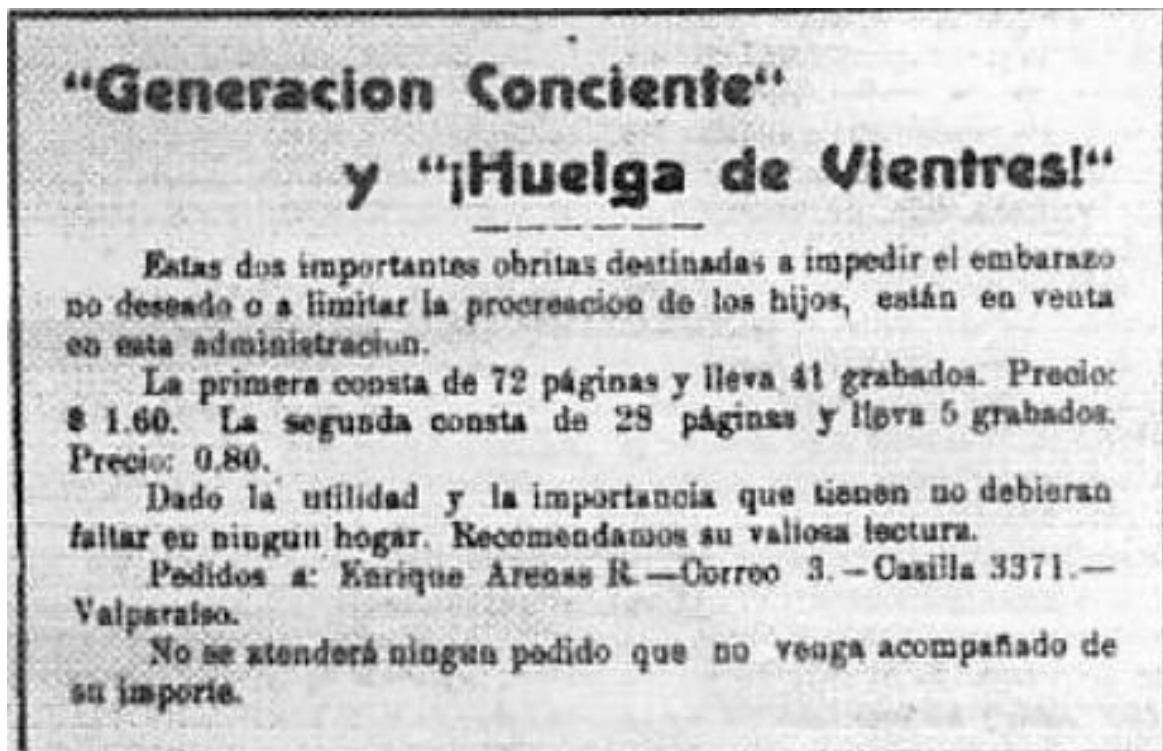 “Generacion Conciente“
y “¡Huelga de Vientres!“
Estas dos importantes obritas destinadas a impedir el embarazo
no deseado o a limitar la procreacion de los hijos, están en venta
en esta administraciun.
La primera consta de 72 páginas y lleva 41 grabados. Precio:
$ 1.60. La segunda consta de 28 páginas y lleva 5 grabados.
Precio: 0.80.
Dado la utilidad y la importancia que tienen no debieran
faltar en ningun hogar. Recomendamos su valiosa lectura.
Pedidos a: Enrique Arenas R.—Correo 3.—Casilla 3371.—
Valparaiso.
No se atenderá ningun pedido que no venga acompañado de
su importe.